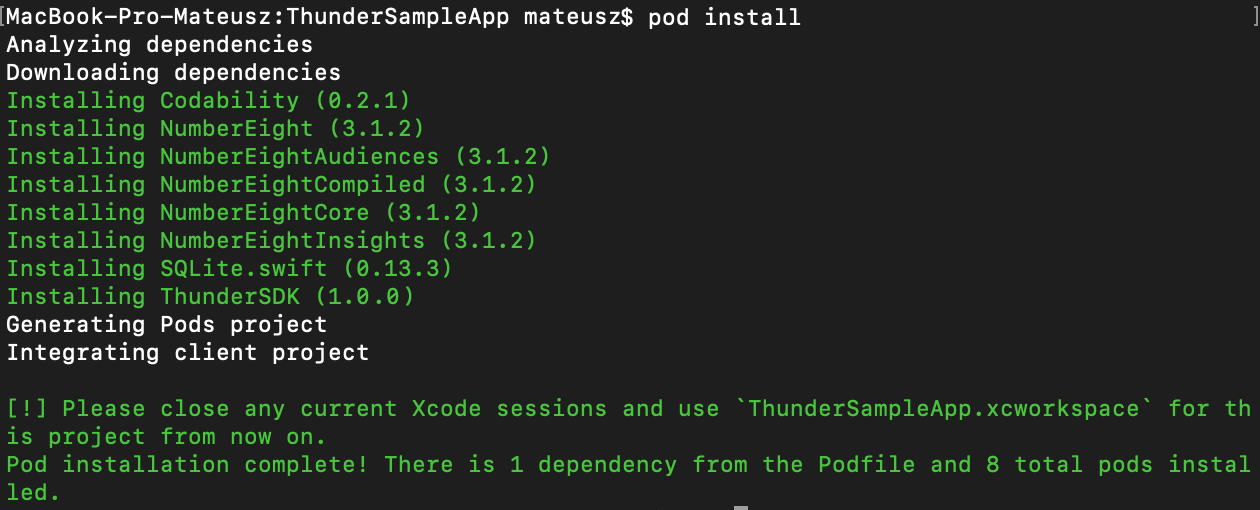 [MacBook-Pro-Mateusz:ThunderSampleApp mateusz$ pod install ]
Analyzing dependencies
Downloading dependencies
Installing Codability (0.2.1)
Installing NumberEight (3.1.2)
Installing NumberEightAudiences (3.1.2)
Installing NumberEightCompiled (3.1.2)
Installing NumberEightCore (3.1.2)
Installing NumberEightInsights (3.1.2)
Installing SQLite.swift (0.13.3)
Installing ThunderSDK (1.0.0)
Generating Pods project
Integrating client project
[!] Please close any current Xcode sessions and use `ThunderSampleApp.xcworkspace` for th
is project from now on.
Pod installation complete! There is 1 dependency from the Podfile and 8 total pods instal
led.